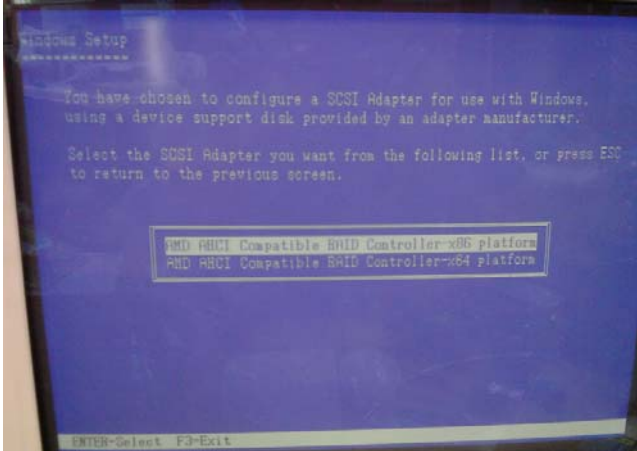 Windows Setup
You have chosen to configure a SCSI Adapter for use with Windows,
using a device support disk provided by an adapter manufacturer.
Select the SCSI Adapter you want from the following list, or press ESC
to return to the previous screen.
AMD AHCI Compatible RAID Controller-x86 platform
AMD AHCI Compatible RAID Controller-x64 platform
ENTER=Select F3=Exit